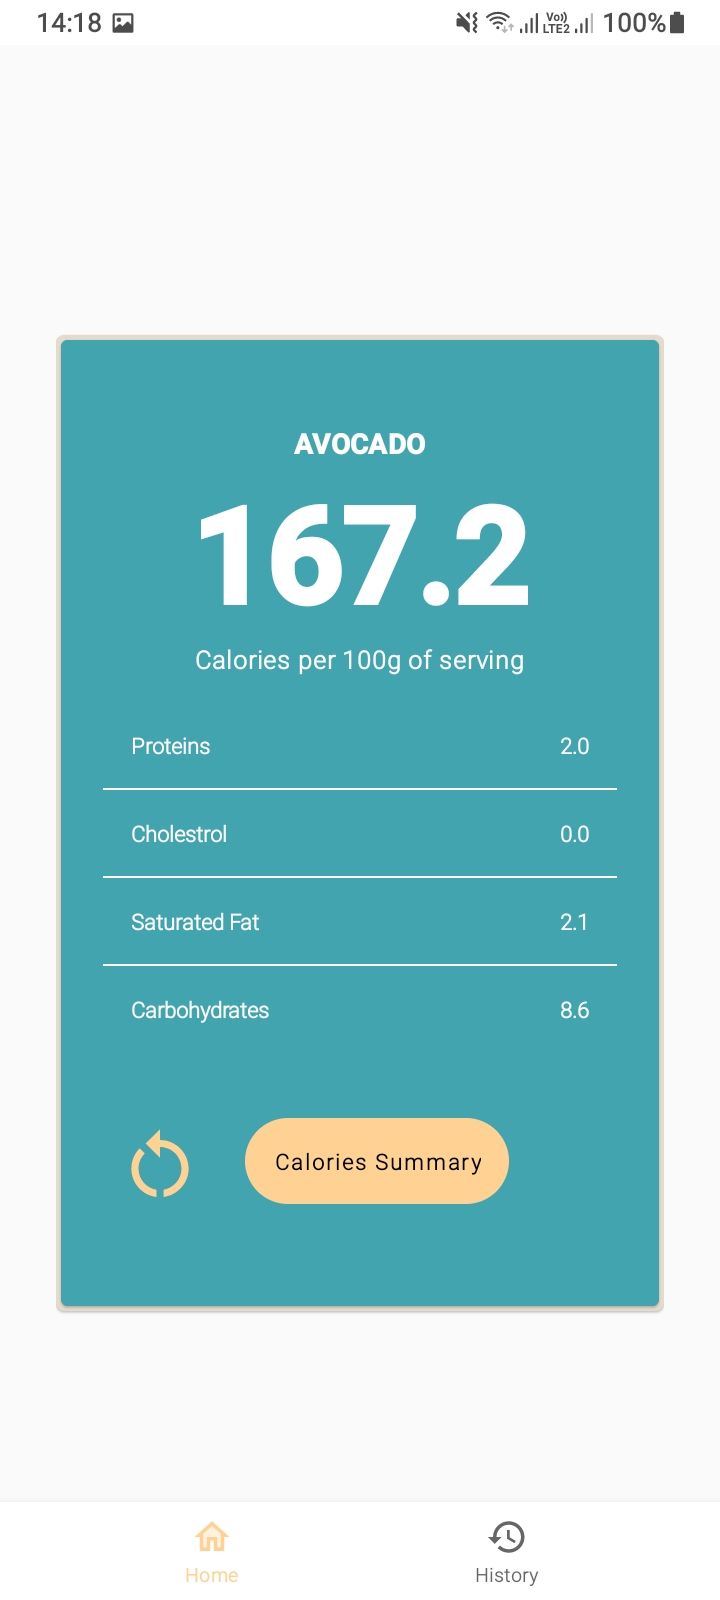 14:18 Vo)) LTE2 100%
AVOCADO
167.2
Calories per 100g of serving
Proteins 2.0
Cholestrol 0.0
Saturated Fat 2.1
Carbohydrates 8.6
Calories Summary
Home History